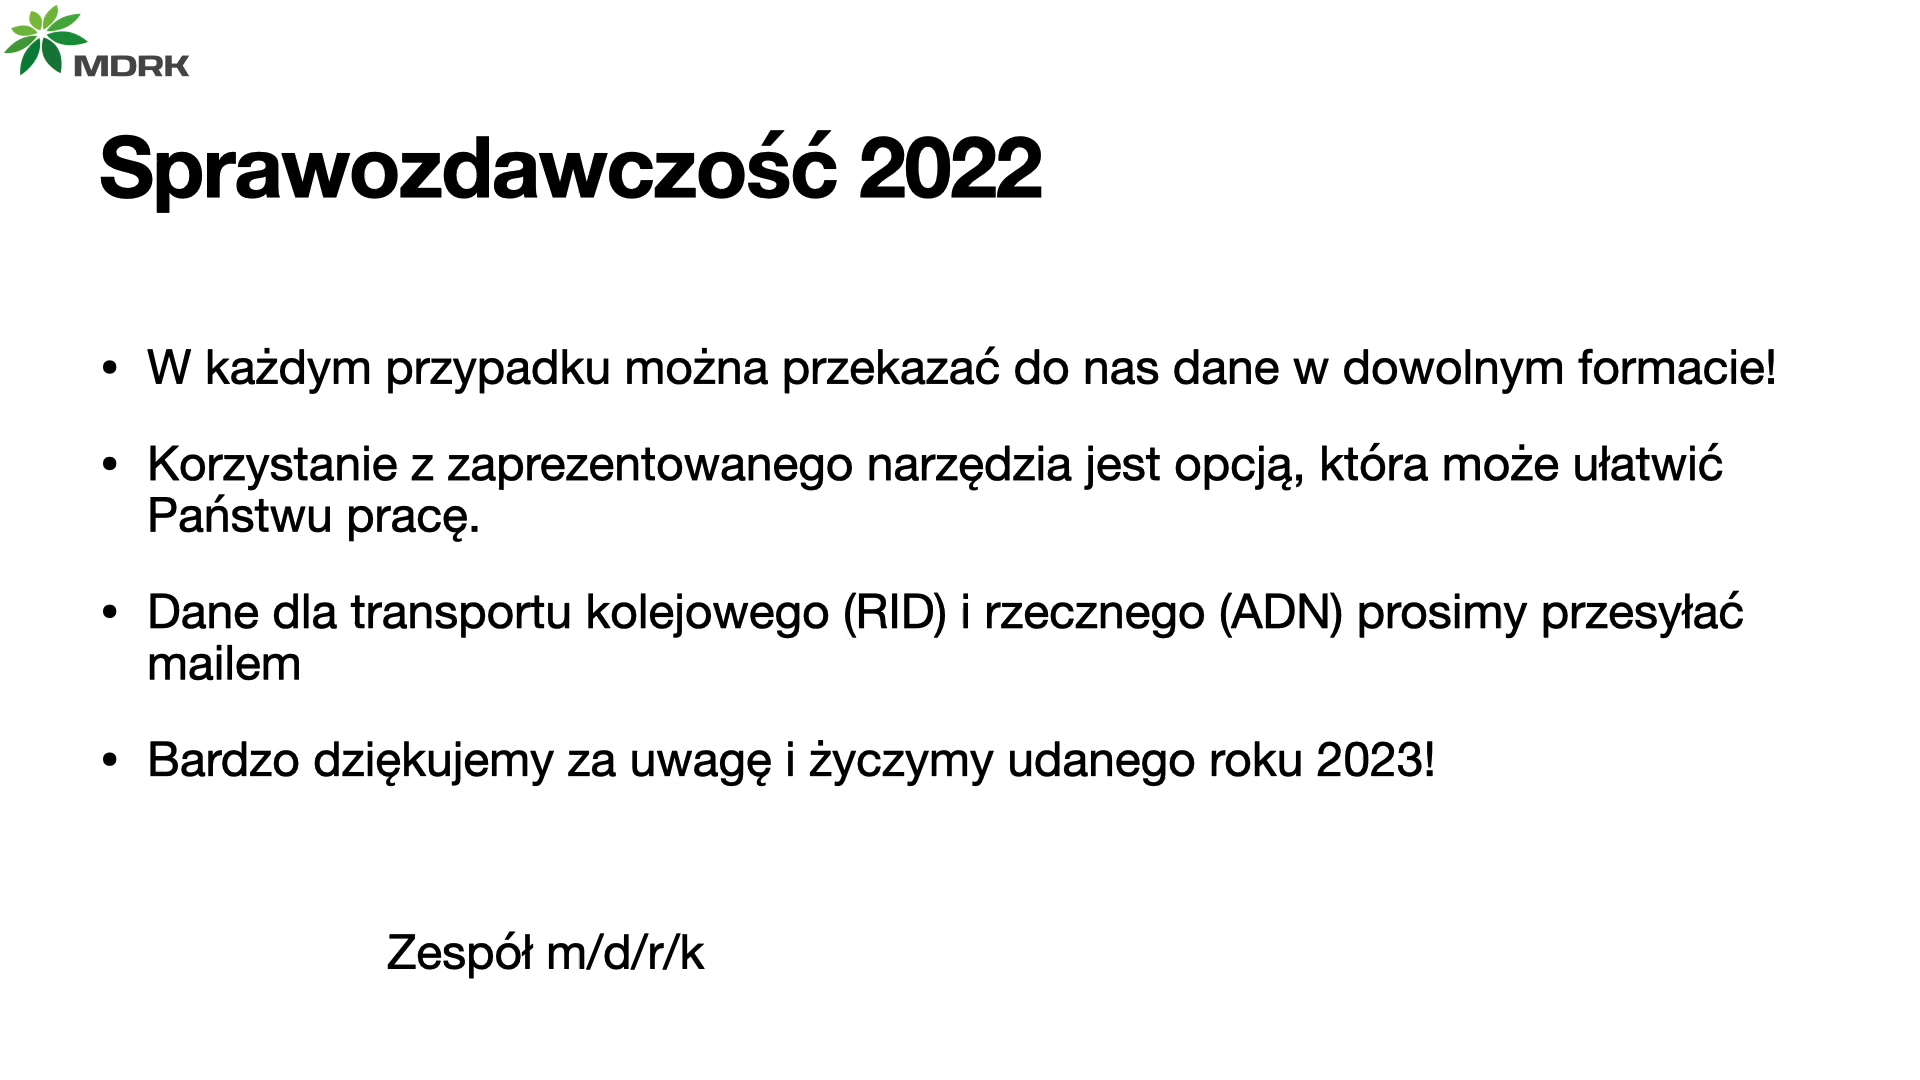 MDRK
Sprawozdawczość 2022
• W każdym przypadku można przekazać do nas dane w dowolnym formacie!
• Korzystanie z zaprezentowanego narzędzia jest opcją, która może ułatwić
Państwu pracę.
• Dane dla transportu kolejowego (RID) i rzecznego (ADN) prosimy przesyłać
mailem
• Bardzo dziękujemy za uwagę i życzymy udanego roku 2023!
Zespół m/d/r/k